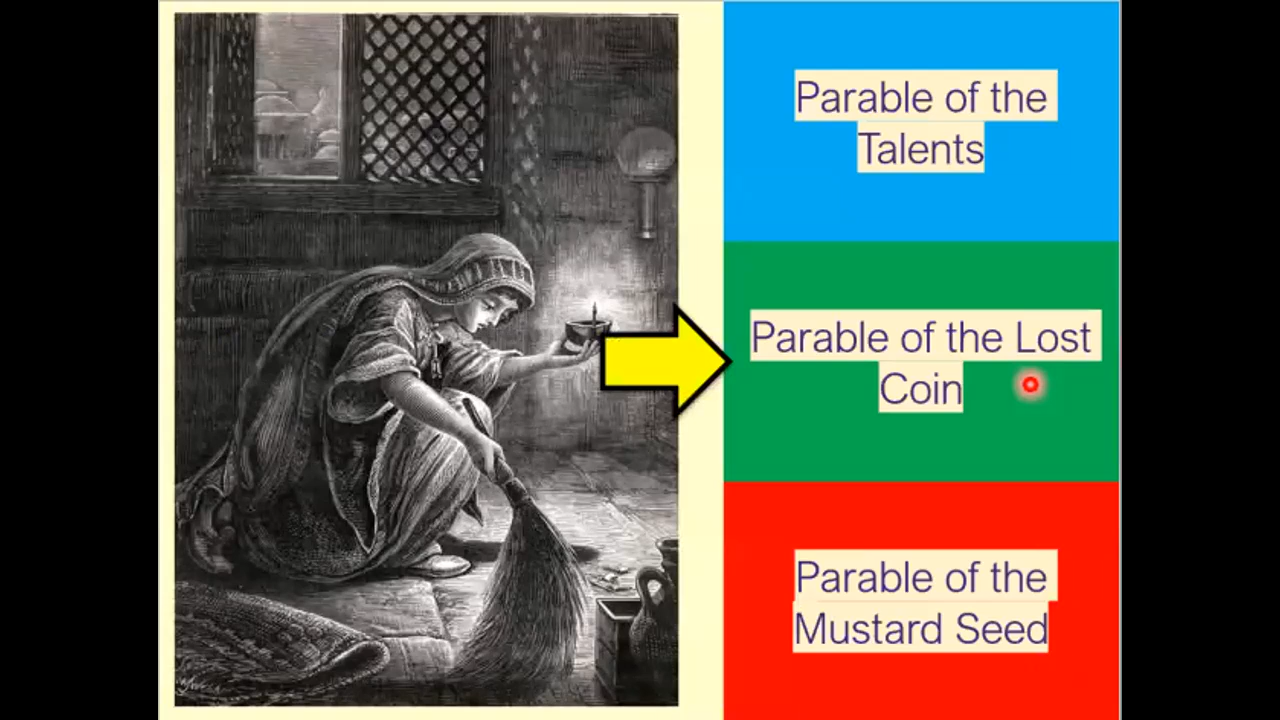 Parable of the
Talents
Parable of the Lost
Coin
Parable of the
Mustard Seed